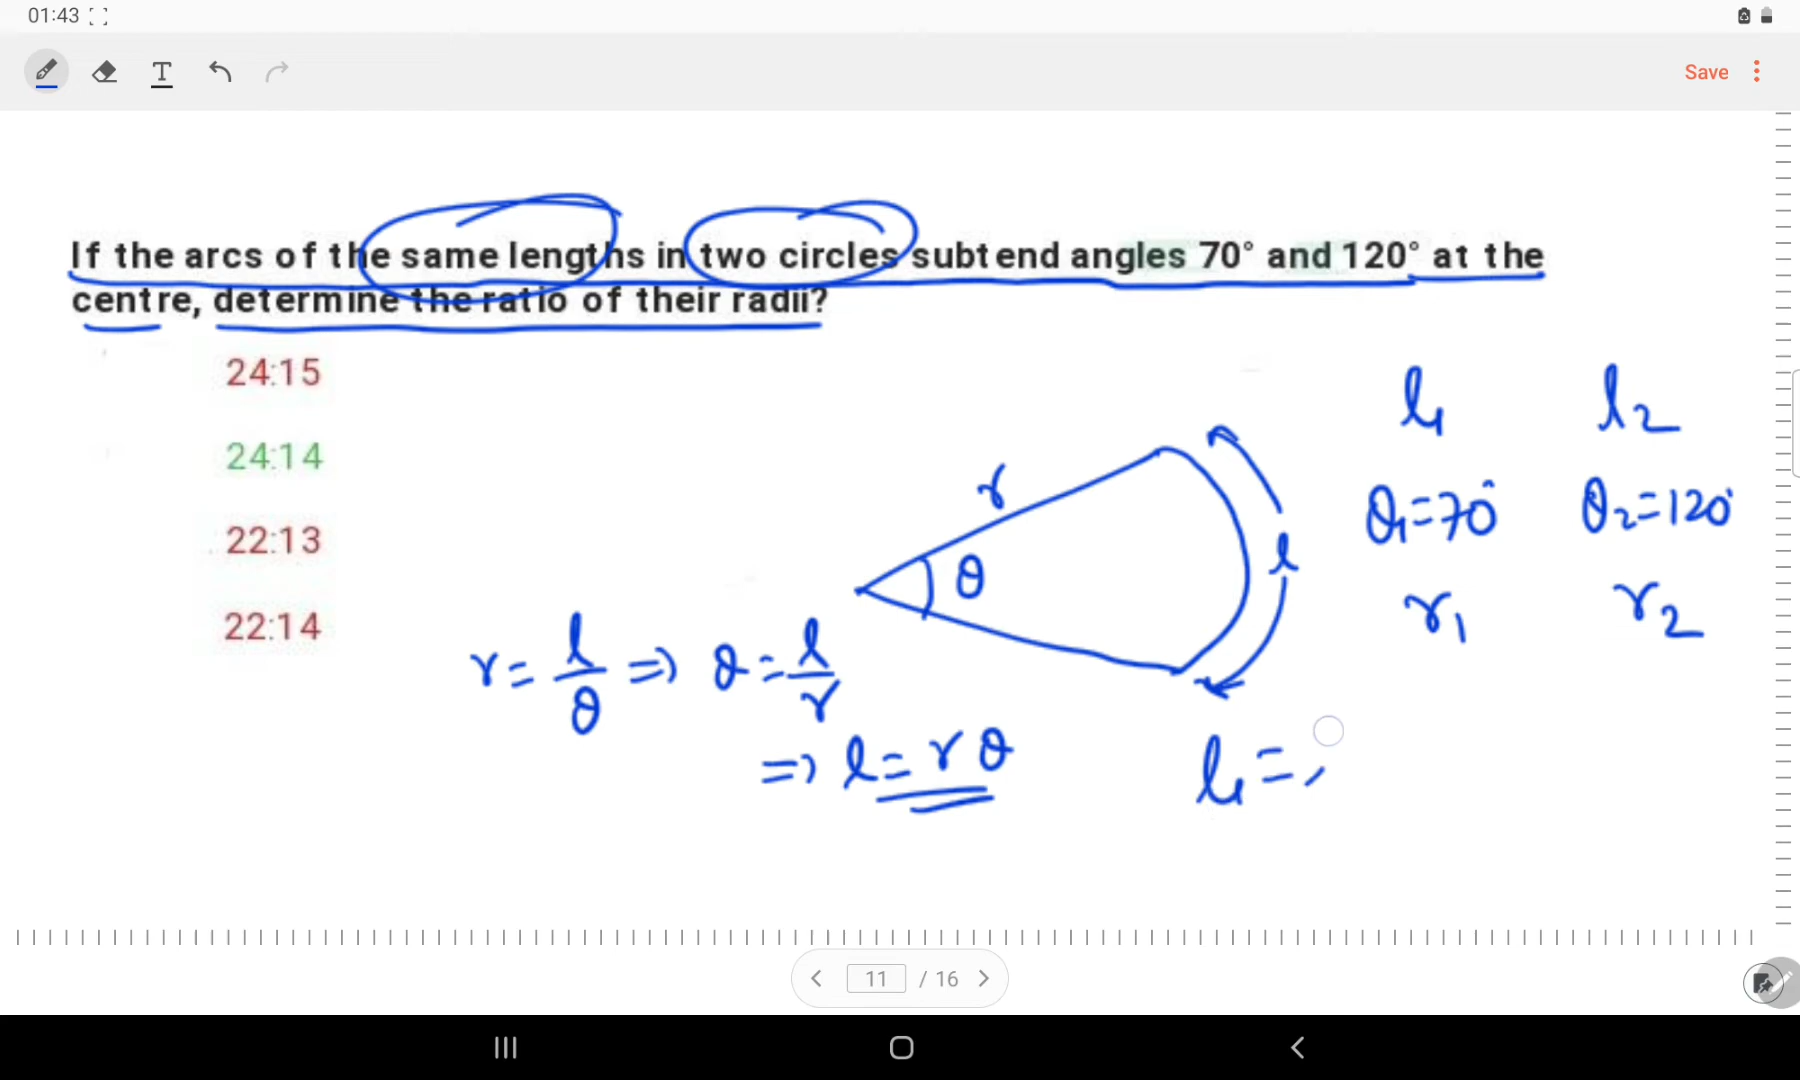 01:43
T
Save
If the arcs of the same lengths in two circles subtend angles 70° and 120° at the
centre, determine the ratio of their radii?
24:15
24:14
22:13
22:14
r
θ
l
l1 l2
θ1=70° θ2=120°
r1 r2
r = l/θ ⇒ θ = l/r
⇒ l = r θ
l1 =
11 / 16